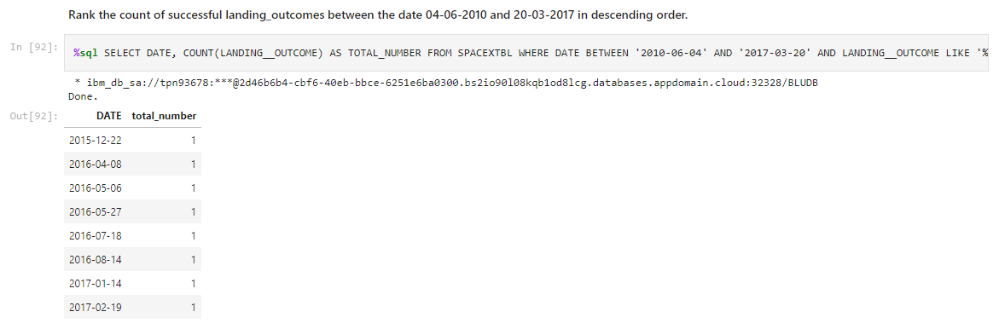 Rank the count of successful landing_outcomes between the date 04-06-2010 and 20-03-2017 in descending order.
In [92]: %sql SELECT DATE, COUNT(LANDING__OUTCOME) AS TOTAL_NUMBER FROM SPACEXTBL WHERE DATE BETWEEN '2010-06-04' AND '2017-03-20' AND LANDING__OUTCOME LIKE '%
* ibm_db_sa://tpn93678:***@2d46b6b4-cbf6-40eb-bbce-6251e6ba0300.bs2io90l08kqb1od8lcg.databases.appdomain.cloud:32328/BLUDB
Done.
Out[92]: DATE total_number
2015-12-22 1
2016-04-08 1
2016-05-06 1
2016-05-27 1
2016-07-18 1
2016-08-14 1
2017-01-14 1
2017-02-19 1